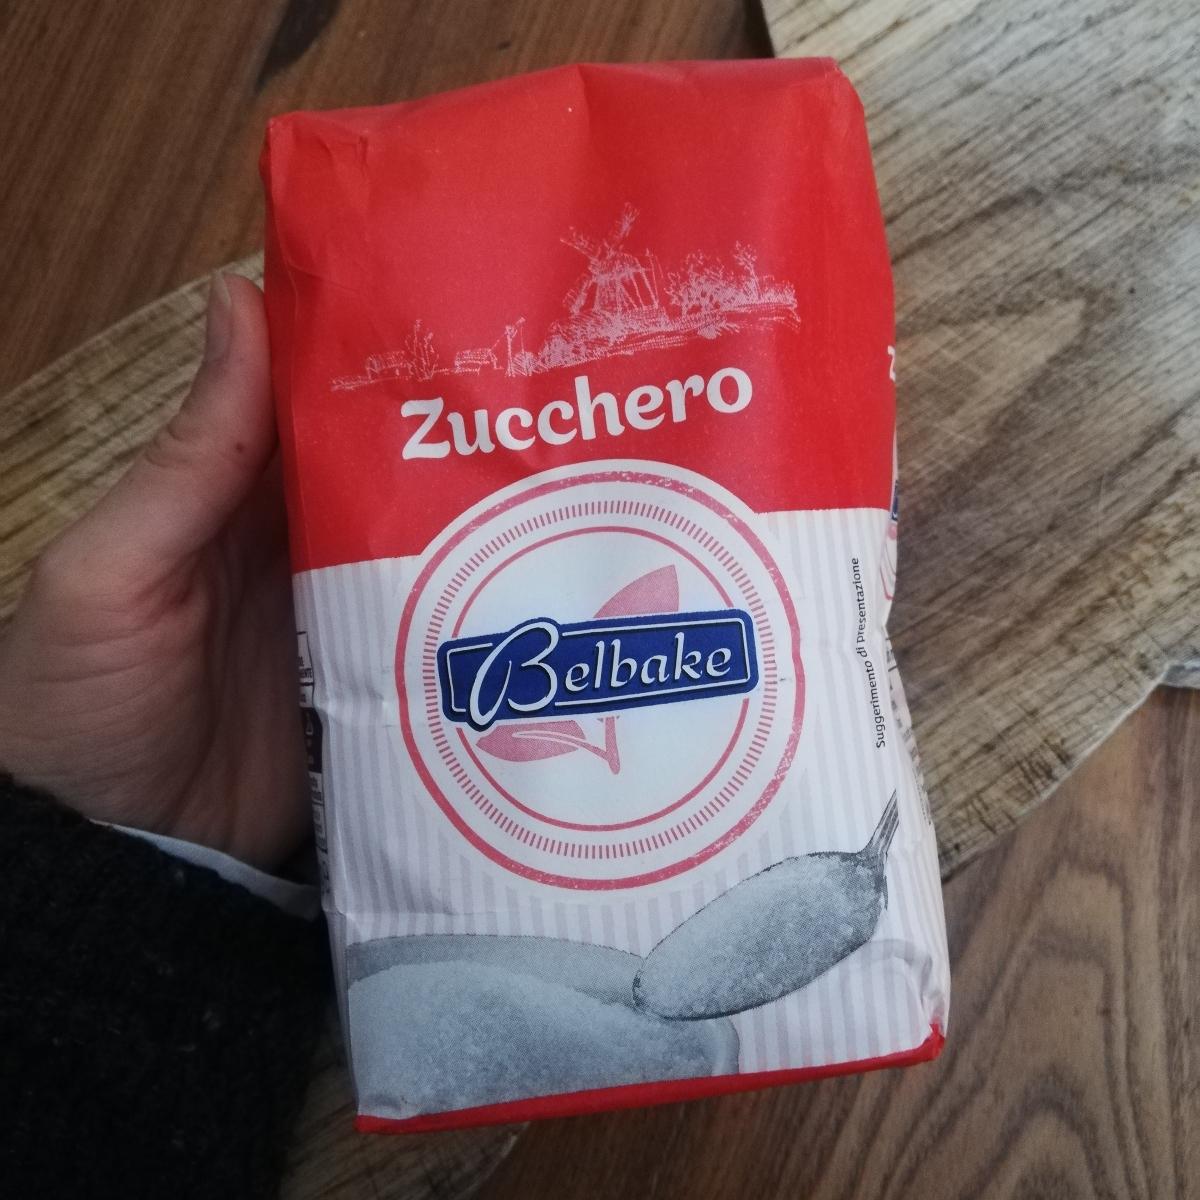 Zucchero
Belbake
Suggerimento di Presentazione